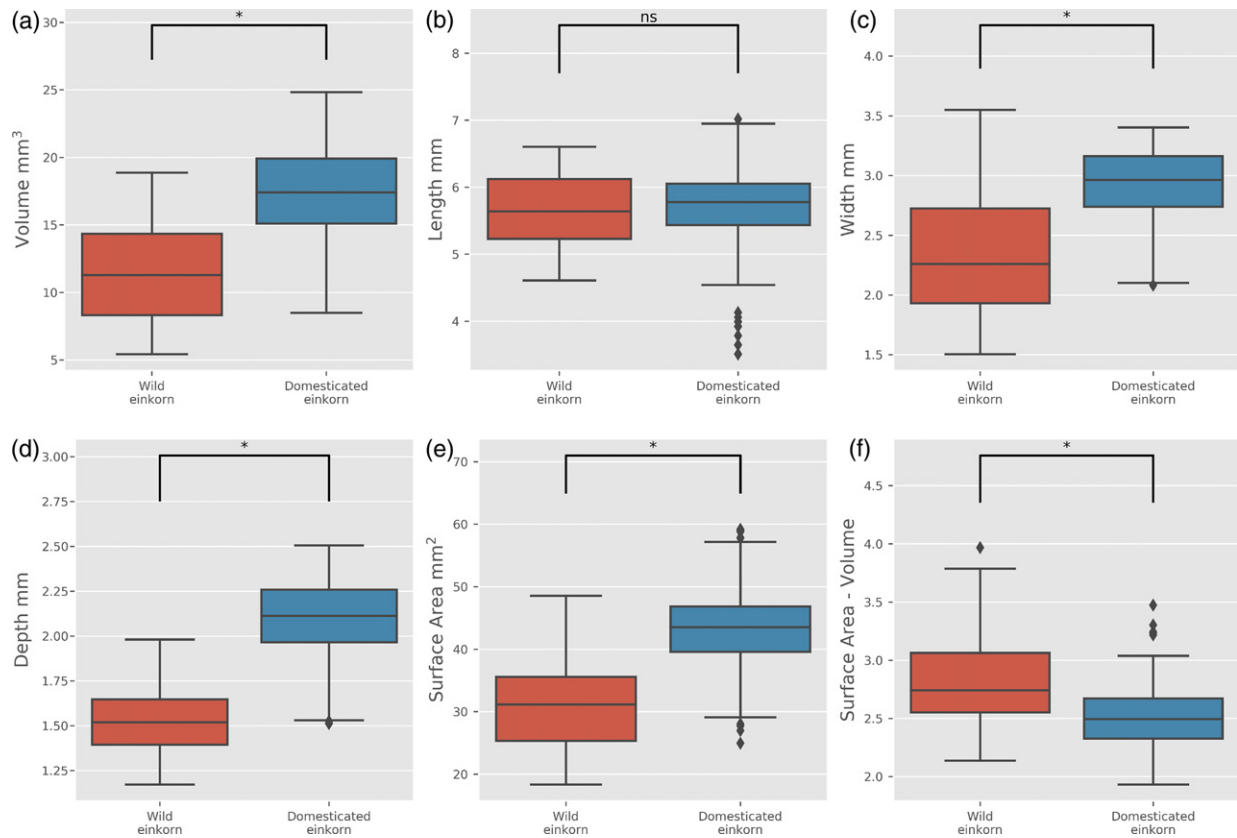 (a)
Volume mm³
30
25
20
15
10
5
*
Wild
einkorn
Domesticated
einkorn
(b)
Length mm
8
7
6
5
4
ns
Wild
einkorn
Domesticated
einkorn
(c)
Width mm
4.0
3.5
3.0
2.5
2.0
1.5
*
Wild
einkorn
Domesticated
einkorn
(d)
Depth mm
3.00
2.75
2.50
2.25
2.00
1.75
1.50
1.25
*
Wild
einkorn
Domesticated
einkorn
(e)
Surface Area mm²
70
60
50
40
30
20
*
Wild
einkorn
Domesticated
einkorn
(f)
Surface Area - Volume
4.5
4.0
3.5
3.0
2.5
2.0
*
Wild
einkorn
Domesticated
einkorn